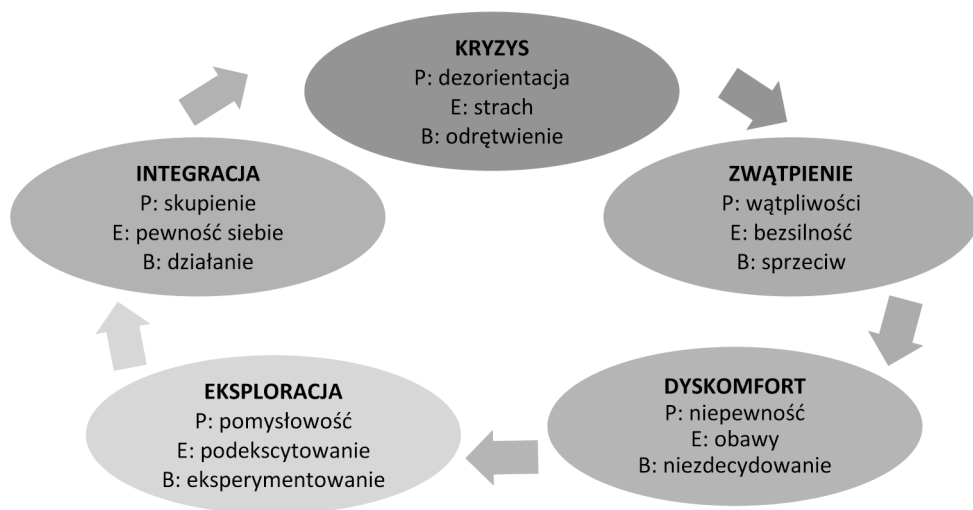 KRYZYS
P: dezorientacja
E: strach
B: odrętwienie
ZWĄTPIENIE
P: wątpliwości
E: bezsilność
B: sprzeciw
DYSKOMFORT
P: niepewność
E: obawy
B: niezdecydowanie
EKSPLORACJA
P: pomysłowość
E: podekscytowanie
B: eksperymentowanie
INTEGRACJA
P: skupienie
E: pewność siebie
B: działanie